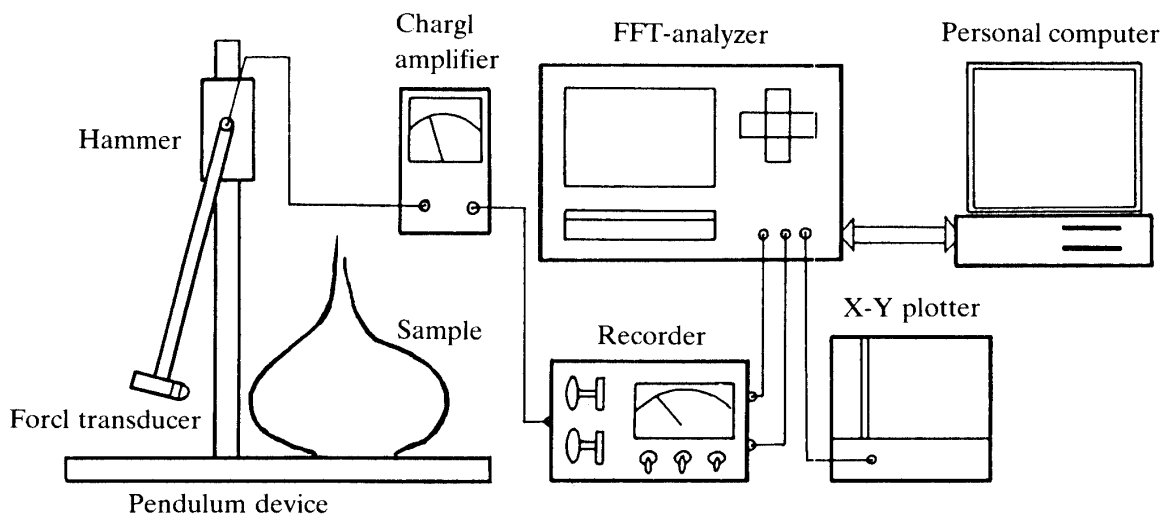 Chargl
amplifier
FFT-analyzer
Personal computer
Hammer
Sample
Recorder
X-Y plotter
Forcl transducer
Pendulum device